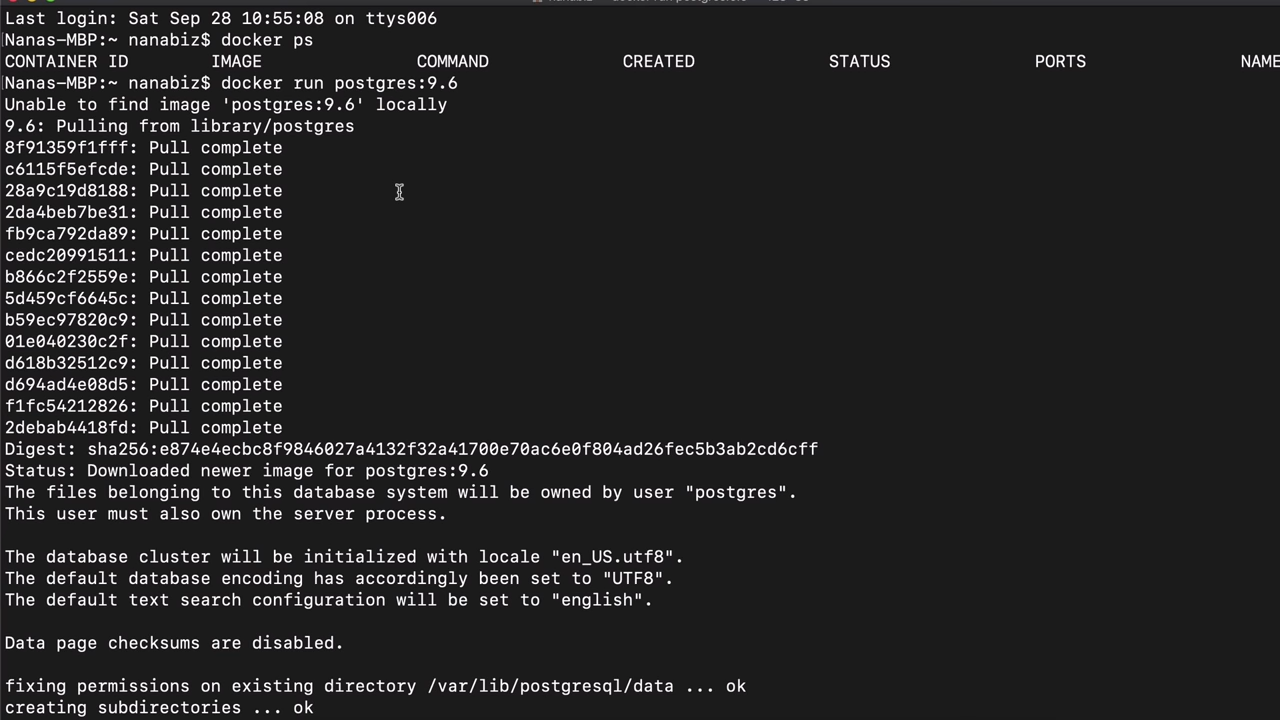 Last login: Sat Sep 28 10:55:08 on ttys006
[Nanas-MBP:~ nanabiz$ docker ps
CONTAINER ID IMAGE COMMAND CREATED STATUS PORTS NAME
[Nanas-MBP:~ nanabiz$ docker run postgres:9.6
Unable to find image 'postgres:9.6' locally
9.6: Pulling from library/postgres
8f91359f1fff: Pull complete
c6115f5efcde: Pull complete
28a9c19d8188: Pull complete
2da4beb7be31: Pull complete
fb9ca792da89: Pull complete
cedc20991511: Pull complete
b866c2f2559e: Pull complete
5d459cf6645c: Pull complete
b59ec97820c9: Pull complete
01e040230c2f: Pull complete
d618b32512c9: Pull complete
d694ad4e08d5: Pull complete
f1fc54212826: Pull complete
2debab4418fd: Pull complete
Digest: sha256:e874e4ecbc8f9846027a4132f32a41700e70ac6e0f804ad26fec5b3ab2cd6cff
Status: Downloaded newer image for postgres:9.6
The files belonging to this database system will be owned by user "postgres".
This user must also own the server process.
The database cluster will be initialized with locale "en_US.utf8".
The default database encoding has accordingly been set to "UTF8".
The default text search configuration will be set to "english".
Data page checksums are disabled.
fixing permissions on existing directory /var/lib/postgresql/data ... ok
creating subdirectories ... ok